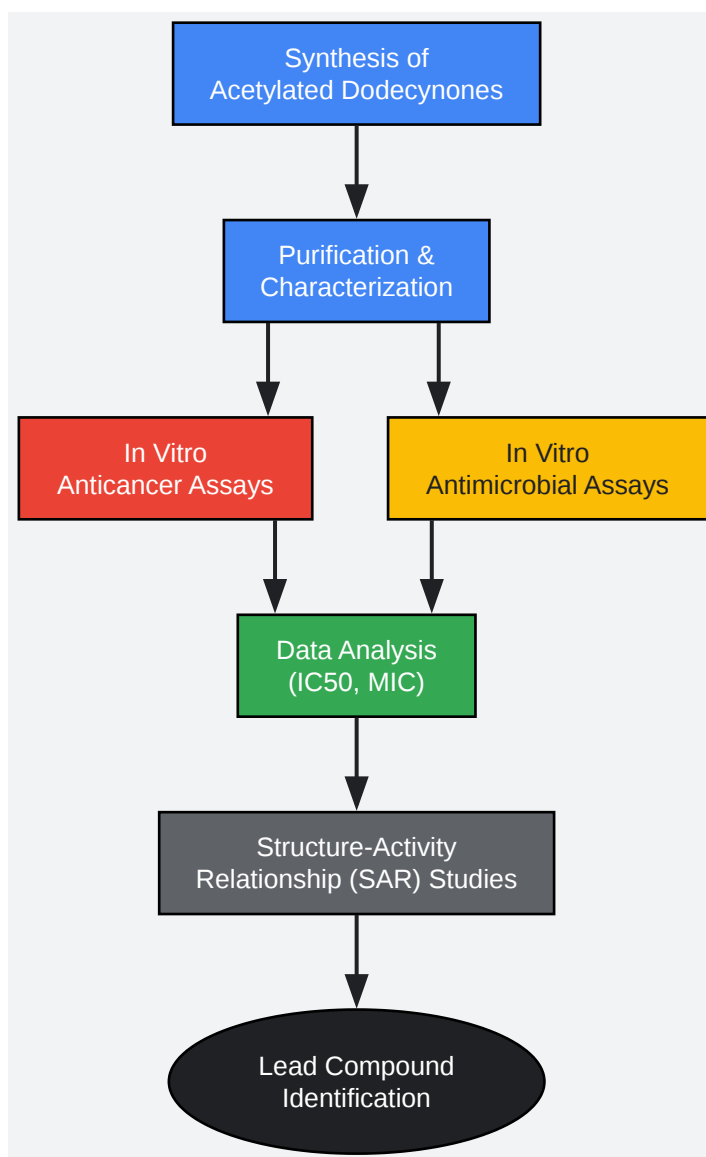 Synthesis of
Acetylated Dodecynones
Purification &
Characterization
In Vitro
Anticancer Assays
In Vitro
Antimicrobial Assays
Data Analysis
(IC50, MIC)
Structure-Activity
Relationship (SAR) Studies
Lead Compound
Identification